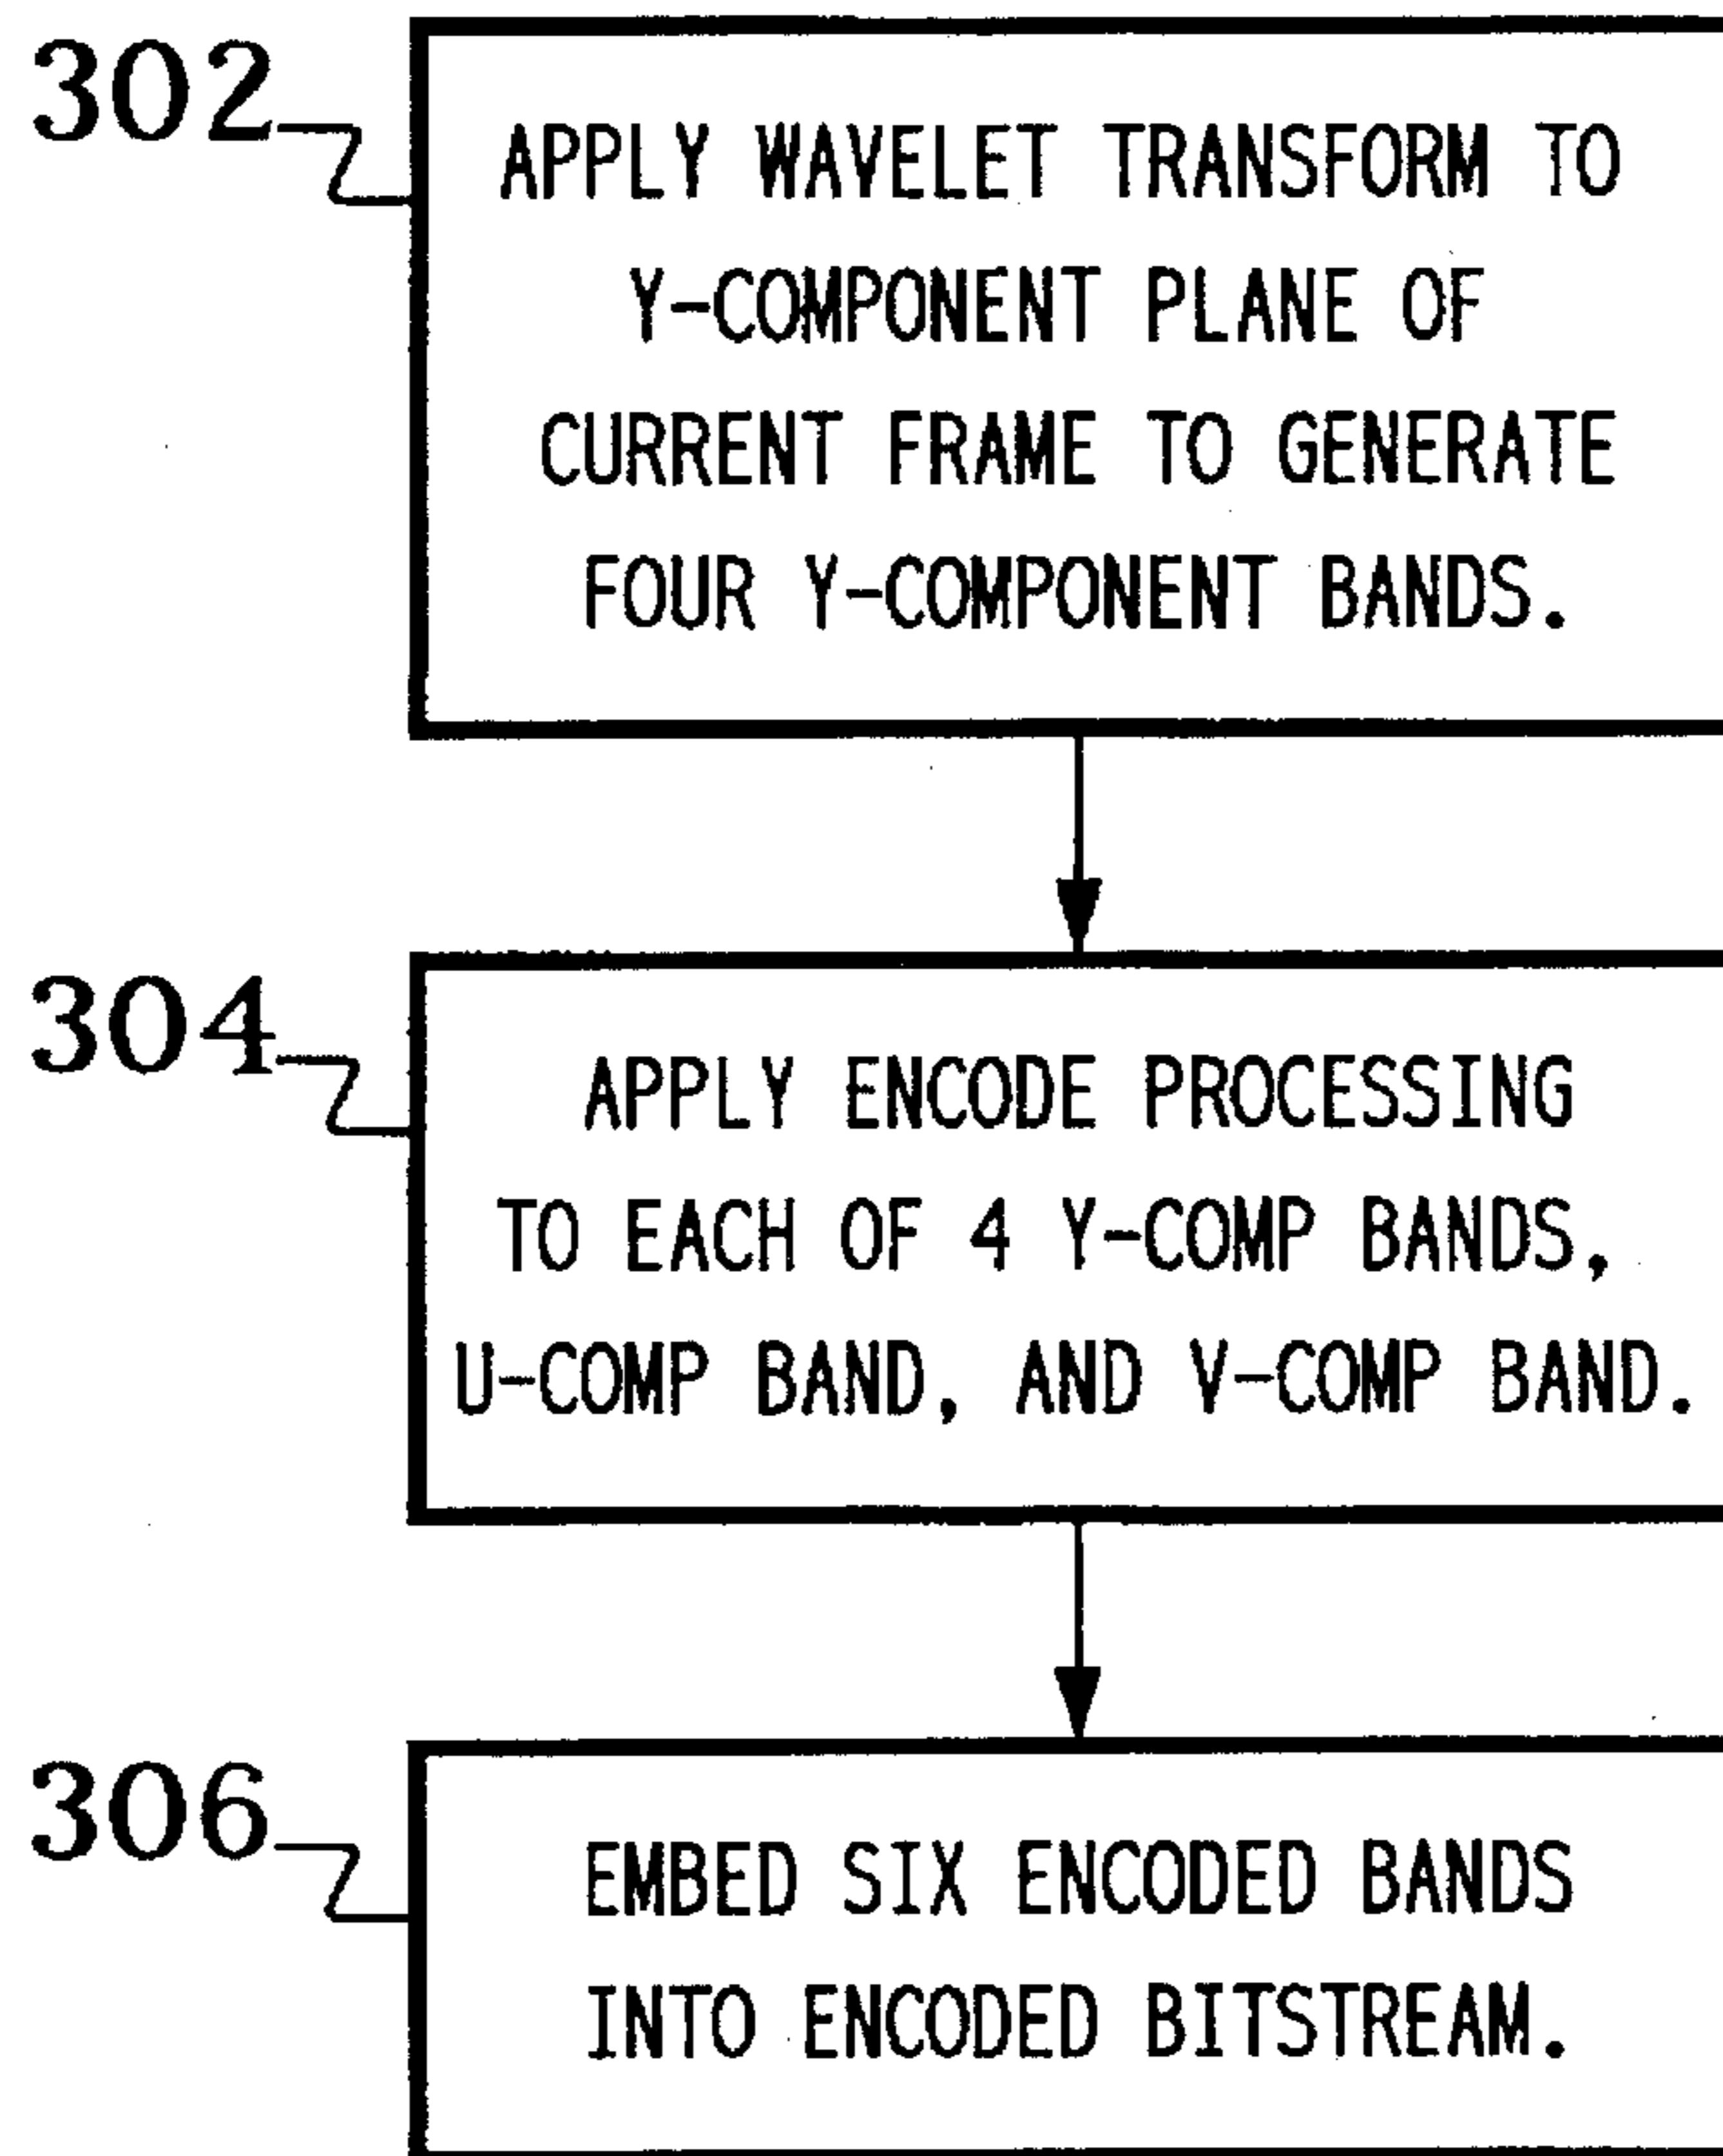 302
APPLY WAVELET TRANSFORM TO
Y-COMPONENT PLANE OF
CURRENT FRAME TO GENERATE
FOUR Y-COMPONENT BANDS.
304
APPLY ENCODE PROCESSING
TO EACH OF 4 Y-COMP BANDS,
U-COMP BAND, AND V-COMP BAND.
306
EMBED SIX ENCODED BANDS
INTO ENCODED BITSTREAM.